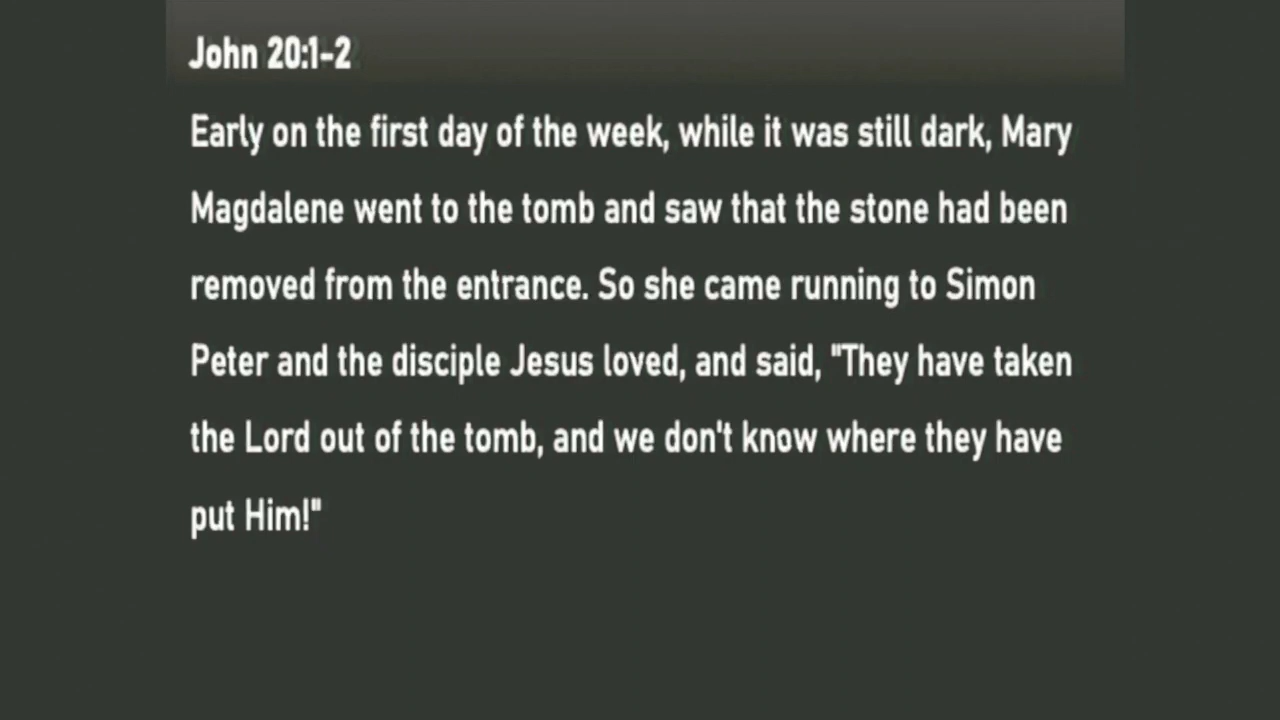 John 20:1-2
Early on the first day of the week, while it was still dark, Mary
Magdalene went to the tomb and saw that the stone had been
removed from the entrance. So she came running to Simon
Peter and the disciple Jesus loved, and said, "They have taken
the Lord out of the tomb, and we don't know where they have
put Him!"